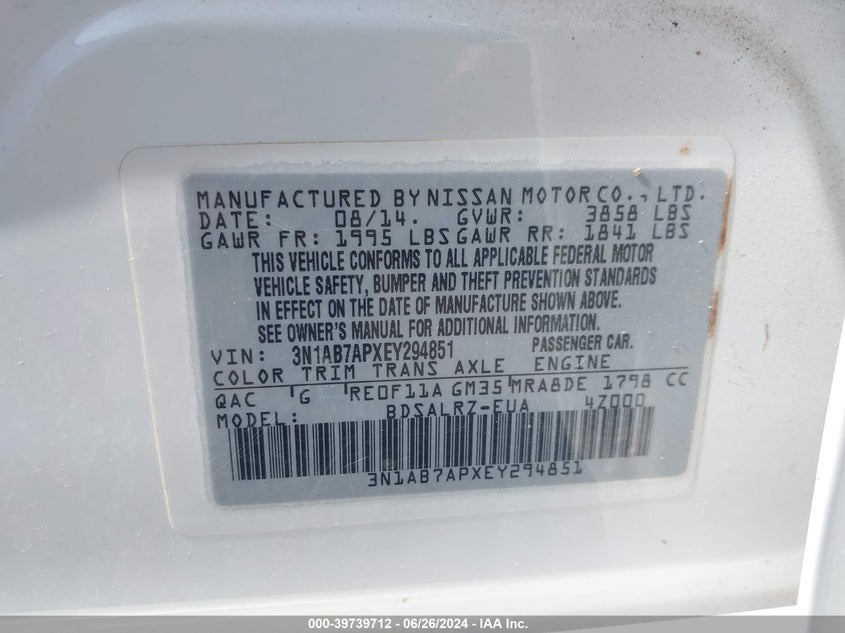 MANUFACTURED BY NISSAN MOTOR CO., LTD.
DATE: 08/14. GVWR: 3858 LBS
GAWR FR: 1995 LBS GAWR RR: 1841 LBS
THIS VEHICLE CONFORMS TO ALL APPLICABLE FEDERAL MOTOR
VEHICLE SAFETY, BUMPER AND THEFT PREVENTION STANDARDS
IN EFFECT ON THE DATE OF MANUFACTURE SHOWN ABOVE.
SEE OWNER'S MANUAL FOR ADDITIONAL INFORMATION.
VIN: 3N1AB7APXEY294851 PASSENGER CAR.
COLOR TRIM TRANS AXLE ENGINE
QAC G RE0F11A GM35 MRA8DE 1798 CC
MODEL: BDSALRZ-EUA 4Z000
3N1AB7APXEY294851
000-39739712 - 06/26/2024 - IAA Inc.